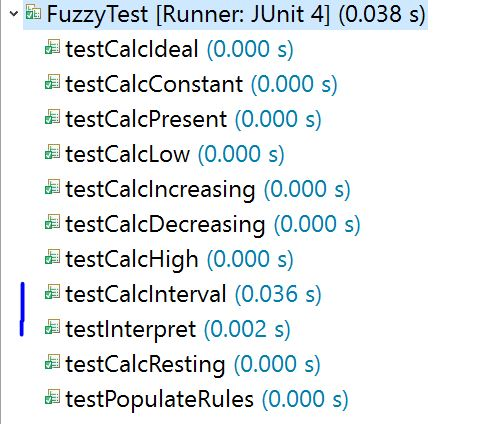 FuzzyTest [Runner: JUnit 4] (0.038 s)
testCalcIdeal (0.000 s)
testCalcConstant (0.000 s)
testCalcPresent (0.000 s)
testCalcLow (0.000 s)
testCalcIncreasing (0.000 s)
testCalcDecreasing (0.000 s)
testCalcHigh (0.000 s)
testCalcInterval (0.036 s)
testInterpret (0.002 s)
testCalcResting (0.000 s)
testPopulateRules (0.000 s)